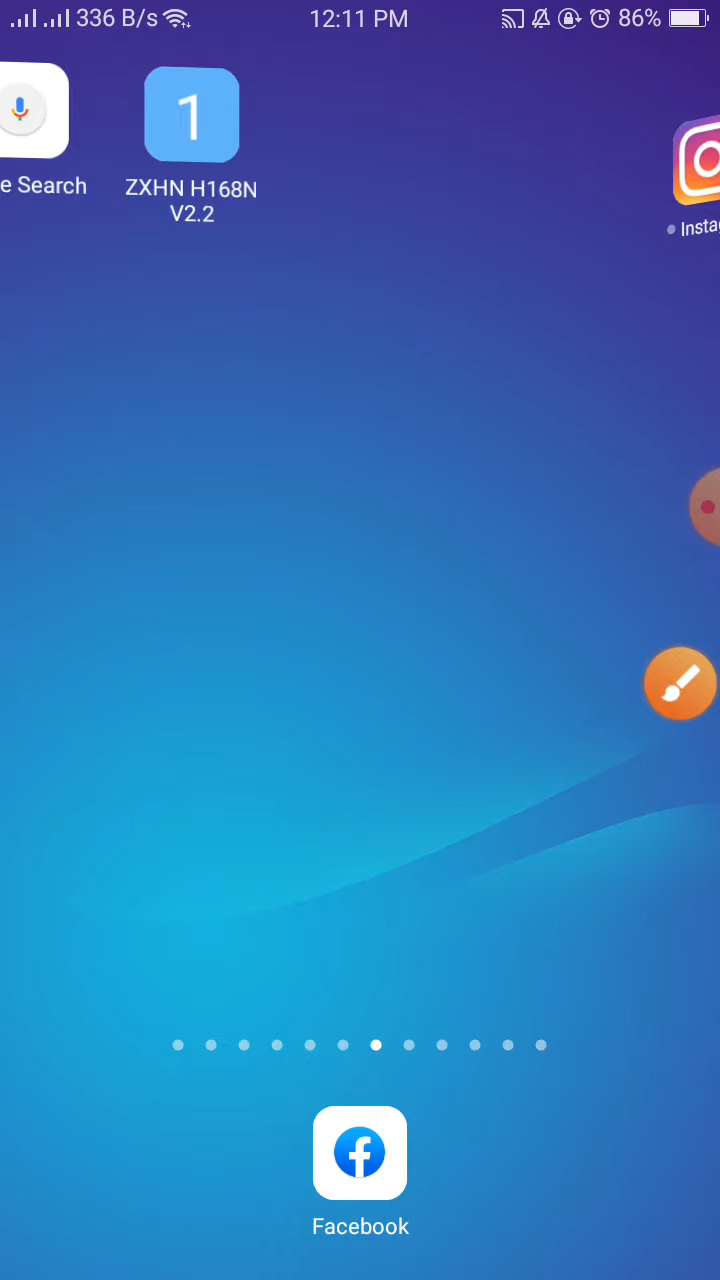 336 B/s 12:11 PM 86%
e Search
1
ZXHN H168N
V2.2
Insta
Facebook